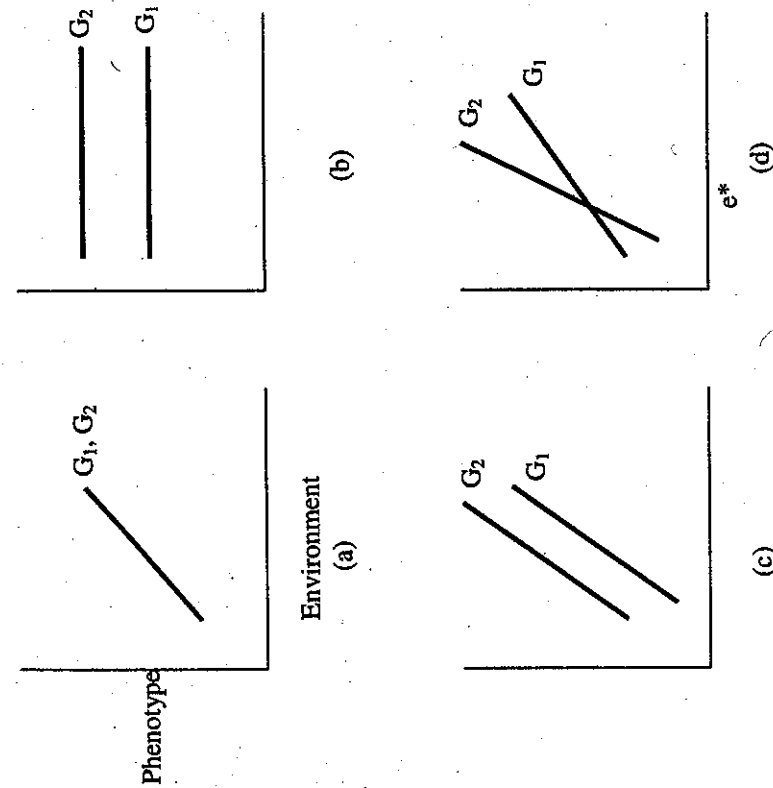 G₁, G₂
Phenotype
Environment
(a)
G₂
G₁
(b)
G₂
G₁
(c)
G₂
G₁
e*
(d)